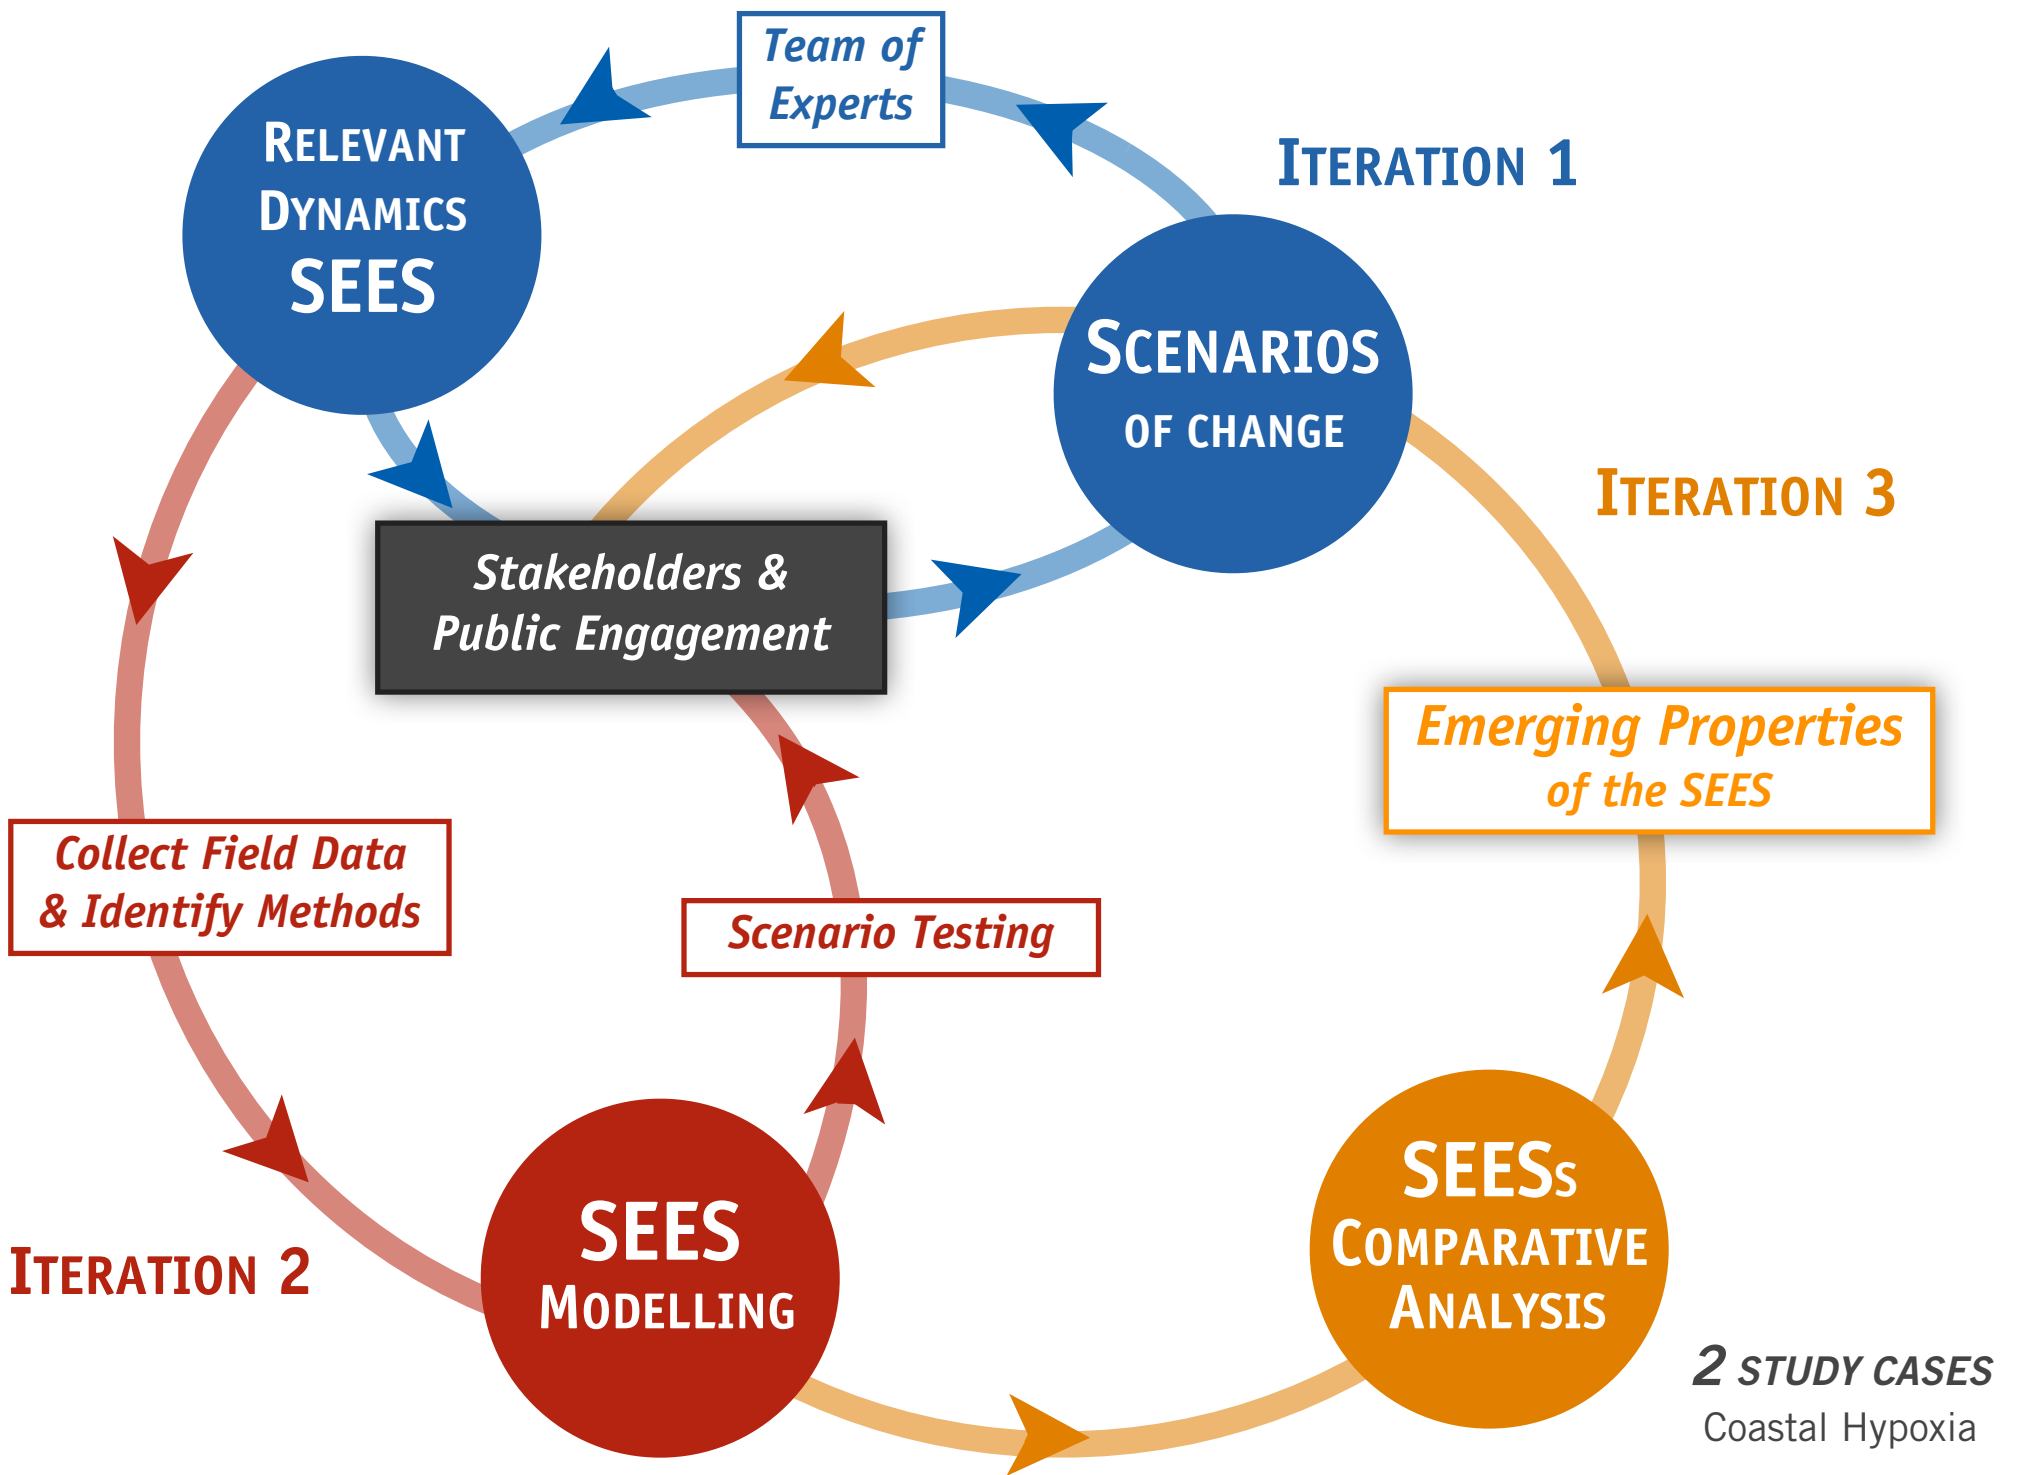 Team of
Experts
RELEVANT
DYNAMICS
SEES
ITERATION 1
SCENARIOS
OF CHANGE
ITERATION 3
Stakeholders &
Public Engagement
Emerging Properties
of the SEES
Collect Field Data
& Identify Methods
Scenario Testing
SEES
MODELLING
ITERATION 2
SEESS
COMPARATIVE
ANALYSIS
2 STUDY CASES
Coastal Hypoxia